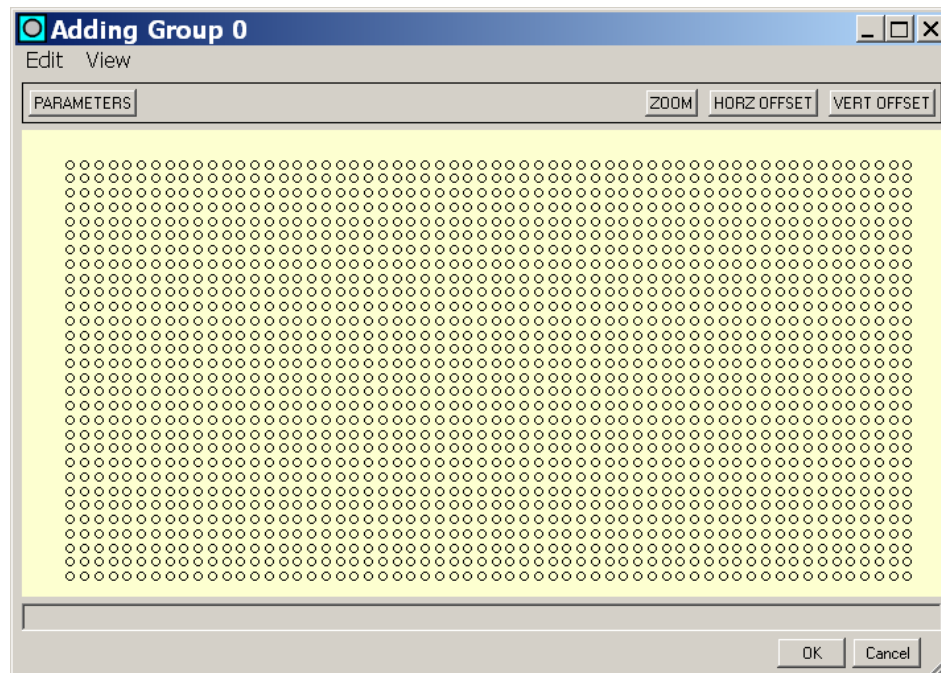 Adding Group 0
Edit View
PARAMETERS ZOOM HORZ OFFSET VERT OFFSET
OK Cancel